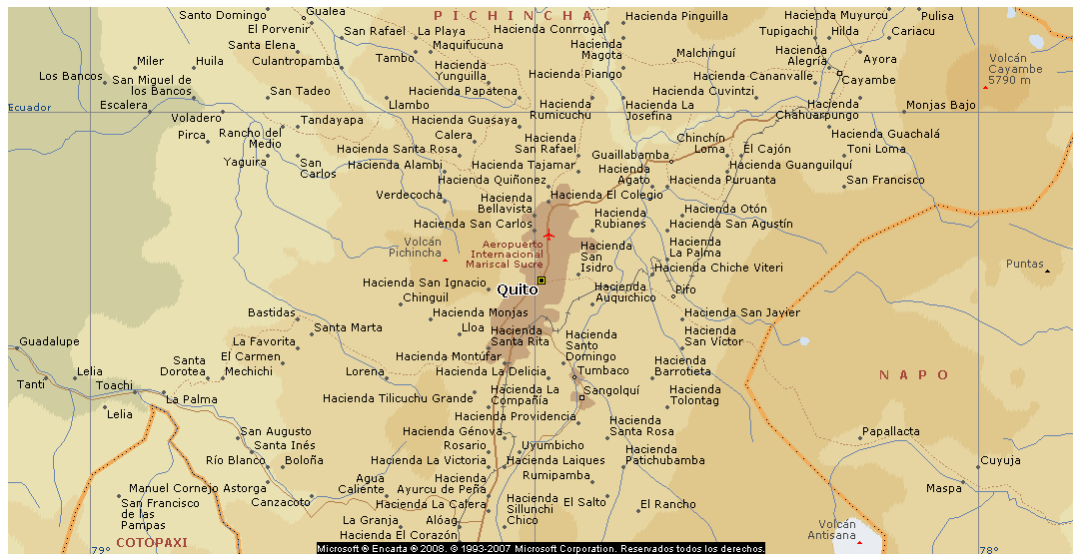 Santo Domingo
Gualea
PICHINCHA
Hacienda Pinguilla
Hacienda Muyurcu
Pulisa
El Porvenir
San Rafael
La Playa
Hacienda Conrrogal
Tupigachi
Hilda
Cariacu
Santa Elena
Tambo
Maquifucuna
Hacienda
Magota
Malchinguí
Hacienda
Alegría
Ayora
Volcán
Cayambe
5790 m
Los Bancos
Miler
Huila
Culantropamba
Hacienda
Yunguilla
Hacienda Piango
Hacienda Cananvalle
Cayambe
San Miguel de
los Bancos
San Tadeo
Hacienda Papatena
Hacienda Cuvintzi
Ecuador
Escalera
Llambo
Hacienda
Rumicuchu
Hacienda La
Josefina
Hacienda
Chahuarpungo
Monjas Bajo
Voladero
Tandayapa
Hacienda Guasaya
Pirca
Rancho del
Medio
Calera
Hacienda
San Rafael
Chinchín
Loma
El Cajón
Hacienda Guachalá
Yaguira
San
Carlos
Hacienda Santa Rosa
Guaillabamba
Toni Loma
Hacienda Alambi
Hacienda Tajamar
Hacienda Guanguilquí
Hacienda Quiñonez
Hacienda
Agato
Hacienda Puruanta
San Francisco
Verdecocha
Hacienda
Bellavista
Hacienda El Colegio
Hacienda
Rubianes
Hacienda Otón
Hacienda San Carlos
Hacienda San Agustín
Volcán
Pichincha
Aeropuerto
Internacional
Mariscal Sucre
Hacienda
San
Isidro
Hacienda
La Palma
Puntas
Hacienda Chiche Viteri
Hacienda San Ignacio
Quito
Hacienda
Auquichico
Pifo
Chinguil
Bastidas
Hacienda Monjas
Hacienda San Javier
Santa Marta
Lloa
Hacienda
Santa Rita
Hacienda
Santo
Domingo
Hacienda
San Víctor
Guadalupe
La Favorita
El Carmen
Hacienda Montúfar
Santa
Dorotea
Mechichi
Lorena
Hacienda La Delicia
Tumbaco
Hacienda
Barrotieta
NAPO
Tanti
Lelia
Toachi
La Palma
Hacienda Tilicuchu Grande
Hacienda La
Compañía
Sangolquí
Hacienda
Tolontag
Lelia
Hacienda Providencia
San Augusto
Hacienda Génova
Hacienda
Santa Rosa
Papallacta
Santa Inés
Rosario
Uyumbicho
Río Blanco
Boloña
Hacienda La Victoria
Hacienda Laiques
Hacienda
Patichubamba
Cuyuja
Manuel Cornejo Astorga
Agua
Caliente
Hacienda
Ayurcu de Peñs
Rumipamba
Maspa
San Francisco
de las
Pampas
Canzacoto
Hacienda La Calera
Hacienda
Sillunchi
Chico
El Salto
El Rancho
La Granja
Alóag
Volcán
Antisana
Hacienda El Corazón
COTOPAXI
79°
78°
Microsoft ® Encarta ® 2008. © 1993-2007 Microsoft Corporation. Reservados todos los derechos.